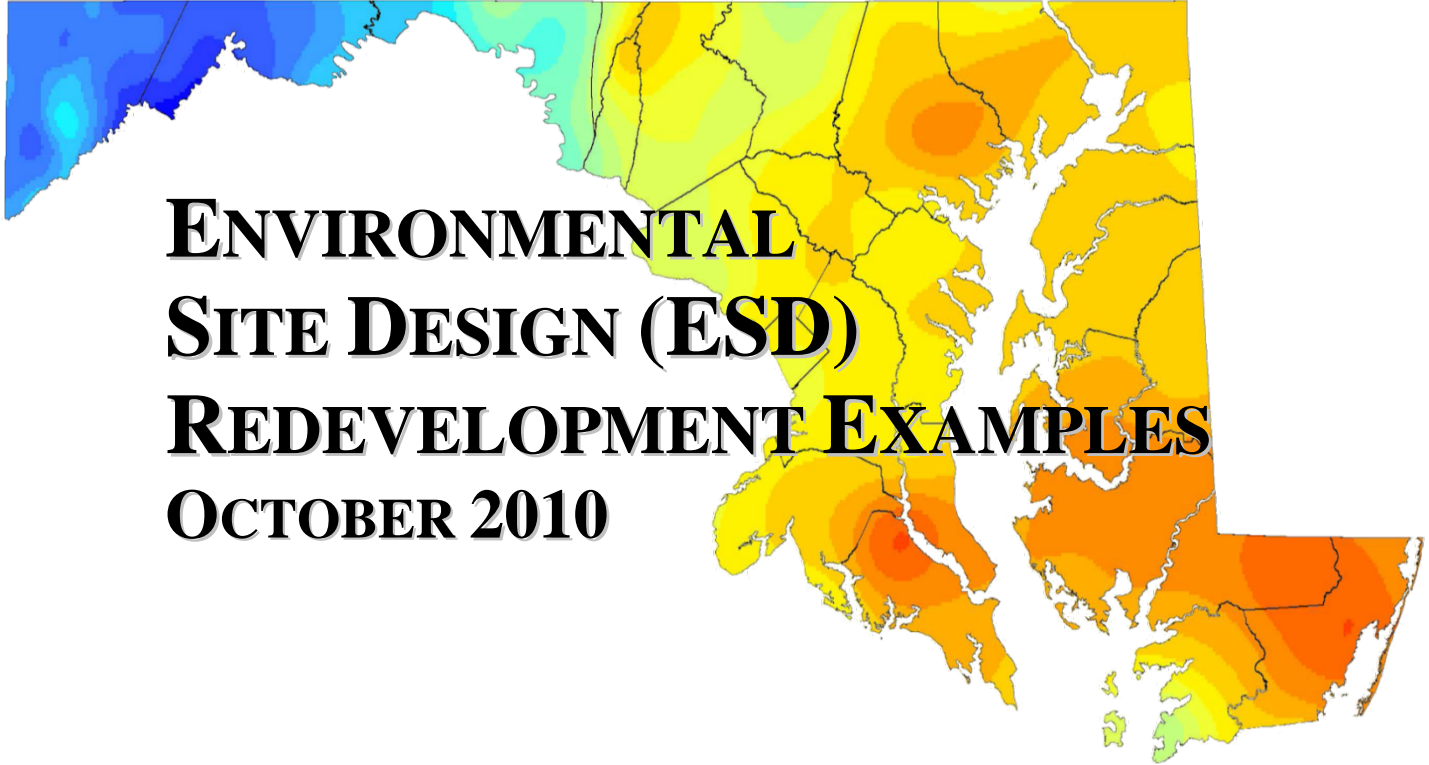 ENVIRONMENTAL
SITE DESIGN (ESD)
REDEVELOPMENT EXAMPLES
OCTOBER 2010